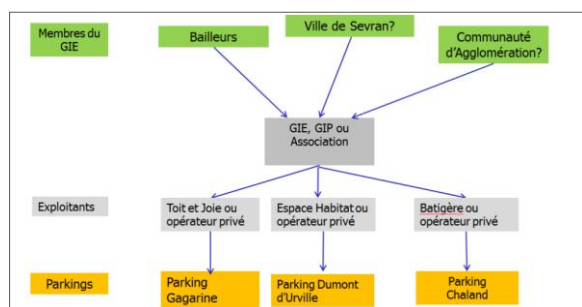 Membres du
GIE
Bailleurs
Ville de Sevran?
Communauté
d'Agglomération?
GIE, GIP ou
Association
Exploitants
Toit et Joie ou
opérateur privé
Espace Habitat ou
opérateur privé
Batigère ou
opérateur privé
Parkings
Parking
Gagarine
Parking Dumont
d'Urville
Parking
Chaland